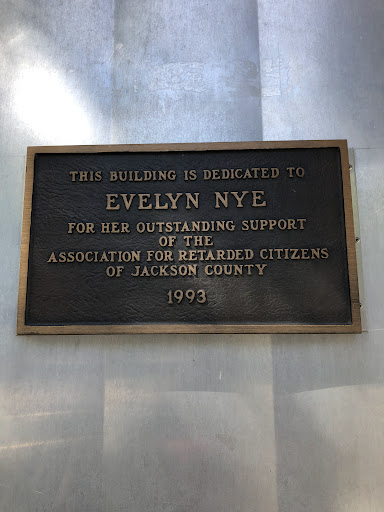 THIS BUILDING IS DEDICATED TO
EVELYN NYE
FOR HER OUTSTANDING SUPPORT
OF THE
ASSOCIATION FOR RETARDED CITIZENS
OF JACKSON COUNTY
1993